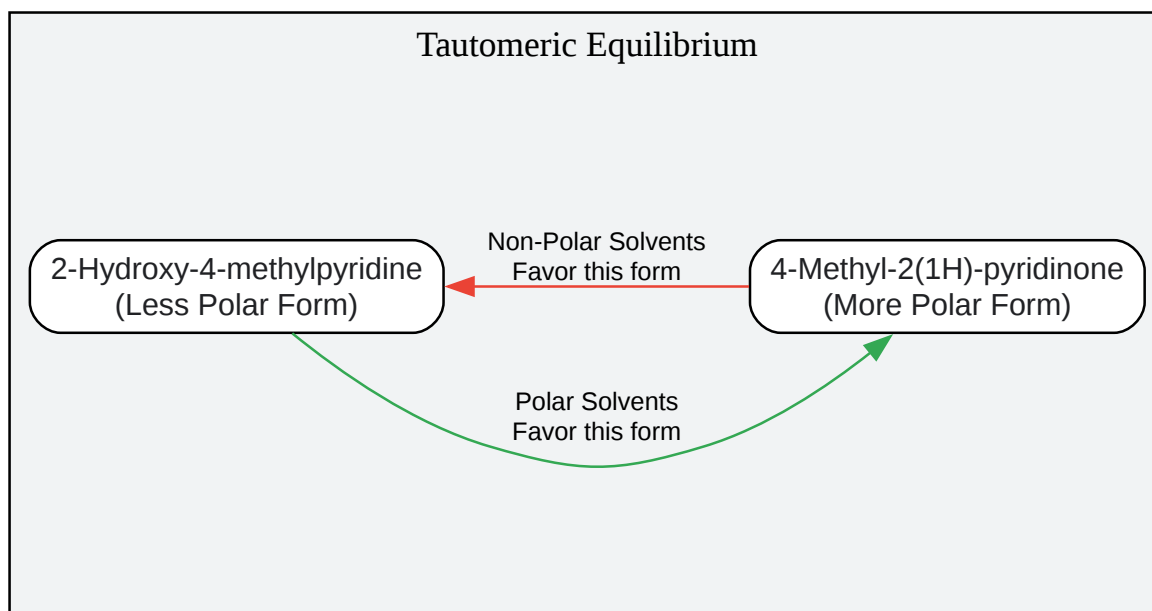 Tautomeric Equilibrium
Non-Polar Solvents
Favor this form
2-Hydroxy-4-methylpyridine
(Less Polar Form)
4-Methyl-2(1H)-pyridinone
(More Polar Form)
Polar Solvents
Favor this form